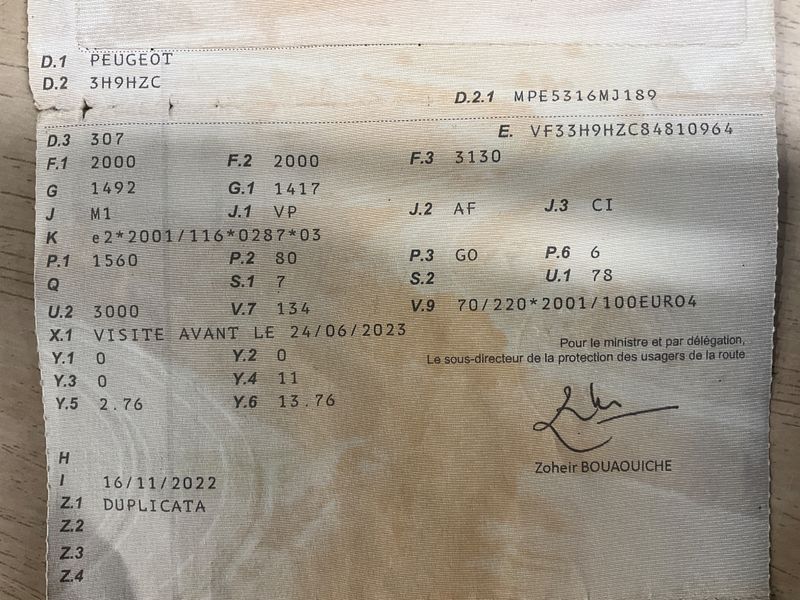 D.1 PEUGEOT
D.2 3H9HZC
D.2.1 MPE5316MJ189
D.3 307
E. VF33H9HZC84810964
F.1 2000 F.2 2000 F.3 3130
G 1492 G.1 1417
J M1 J.1 VP J.2 AF J.3 CI
K e2*2001/116*0287*03
P.1 1560 P.2 80 P.3 GO P.6 6
Q S.1 7 S.2 U.1 78
U.2 3000 V.7 134 V.9 70/220*2001/100EURO4
X.1 VISITE AVANT LE 24/06/2023
Y.1 0 Y.2 0
Y.3 0 Y.4 11
Y.5 2.76 Y.6 13.76
Pour le ministre et par délégation,
Le sous-directeur de la protection des usagers de la route
Zoheir BOUAOUICHE
H
I 16/11/2022
Z.1 DUPLICATA
Z.2
Z.3
Z.4